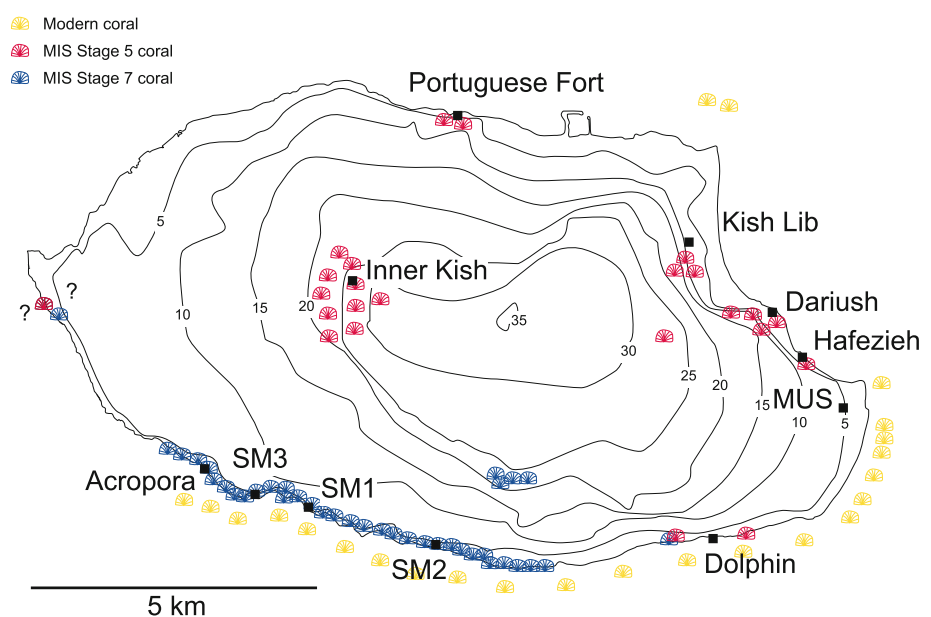 Modern coral
MIS Stage 5 coral
MIS Stage 7 coral
Portuguese Fort
5
Kish Lib
?
Inner Kish
?
10
15
20
35
Dariush
Hafezieh
30
25
20
15
MUS
10
5
SM3
Acropora
SM1
SM2
Dolphin
5 km